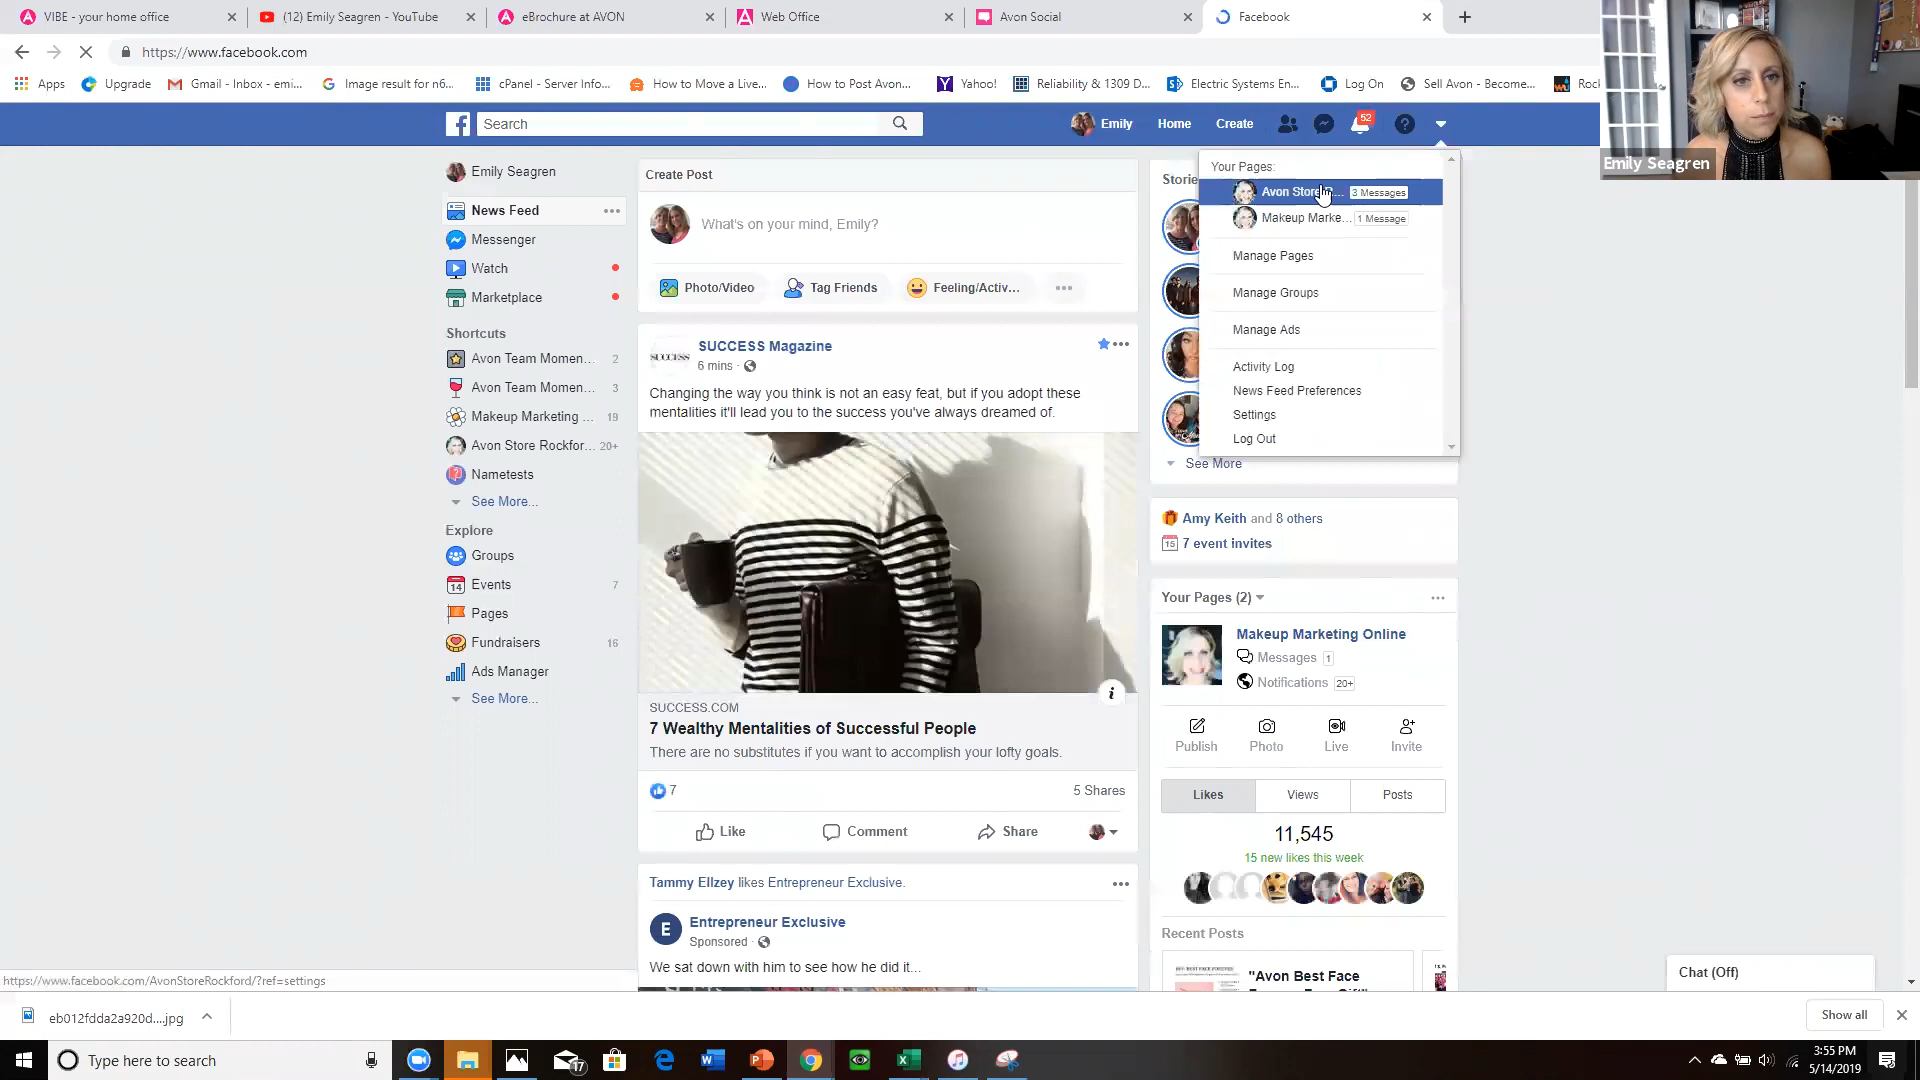 VIBE - your home office
(12) Emily Seagren - YouTube
eBrochure at AVON
Web Office
Avon Social
Facebook
https://www.facebook.com
Apps
Upgrade
Gmail - Inbox - emi...
Image result for n6...
cPanel - Server Info...
How to Move a Live...
How to Post Avon...
Yahoo!
Reliability & 1309 D...
Electric Systems En...
Log On
Sell Avon - Become...
Rock
Emily Seagren
Search
Emily
Home
Create
52
Emily Seagren
News Feed
Messenger
Watch
Marketplace
Shortcuts
Avon Team Momen... 2
Avon Team Momen... 3
Makeup Marketing ... 19
Avon Store Rockfor... 20+
Nametests
See More...
Explore
Groups
Events 7
Pages
Fundraisers 16
Ads Manager
See More...
Create Post
What's on your mind, Emily?
Photo/Video
Tag Friends
Feeling/Activ...
SUCCESS
SUCCESS Magazine
6 mins ·
Changing the way you think is not an easy feat, but if you adopt these
mentalities it'll lead you to the success you've always dreamed of.
SUCCESS.COM
7 Wealthy Mentalities of Successful People
There are no substitutes if you want to accomplish your lofty goals.
7
5 Shares
Like
Comment
Share
Tammy Ellzey likes Entrepreneur Exclusive.
E
Entrepreneur Exclusive
Sponsored ·
We sat down with him to see how he did it...
Stories
Your Pages:
Avon Store R... 3 Messages
Makeup Marke... 1 Message
Manage Pages
Manage Groups
Manage Ads
Activity Log
News Feed Preferences
Settings
Log Out
See More
Amy Keith and 8 others
15
7 event invites
Your Pages (2)
Makeup Marketing Online
Messages 1
Notifications 20+
Publish
Photo
Live
Invite
Likes
Views
Posts
11,545
15 new likes this week
Recent Posts
"Avon Best Face
Chat (Off)
https://www.facebook.com/AvonStoreRockford/?ref=settings
eb012fdda2a920d....jpg
Show all
Type here to search
17
3:55 PM
5/14/2019